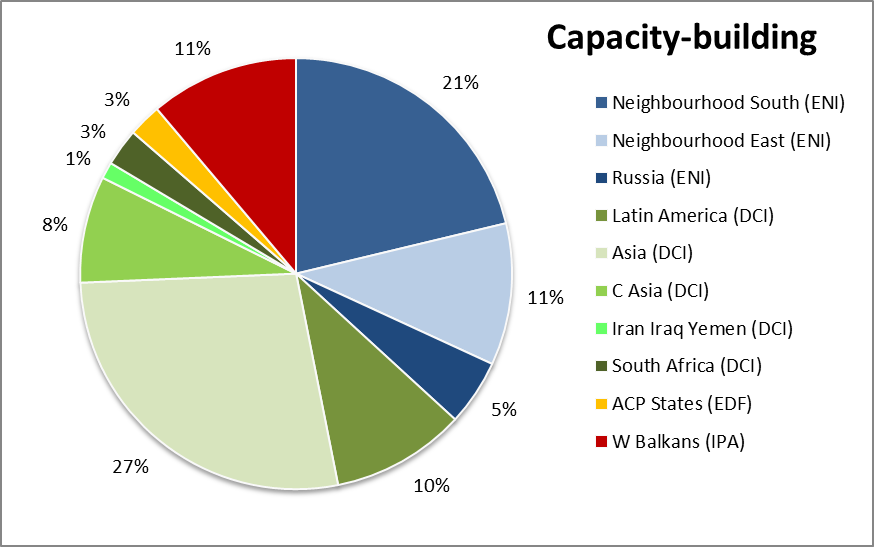 Capacity-building
11%
21%
3%
3%
1%
8%
11%
5%
27%
10%
Neighbourhood South (ENI)
Neighbourhood East (ENI)
Russia (ENI)
Latin America (DCI)
Asia (DCI)
C Asia (DCI)
Iran Iraq Yemen (DCI)
South Africa (DCI)
ACP States (EDF)
W Balkans (IPA)